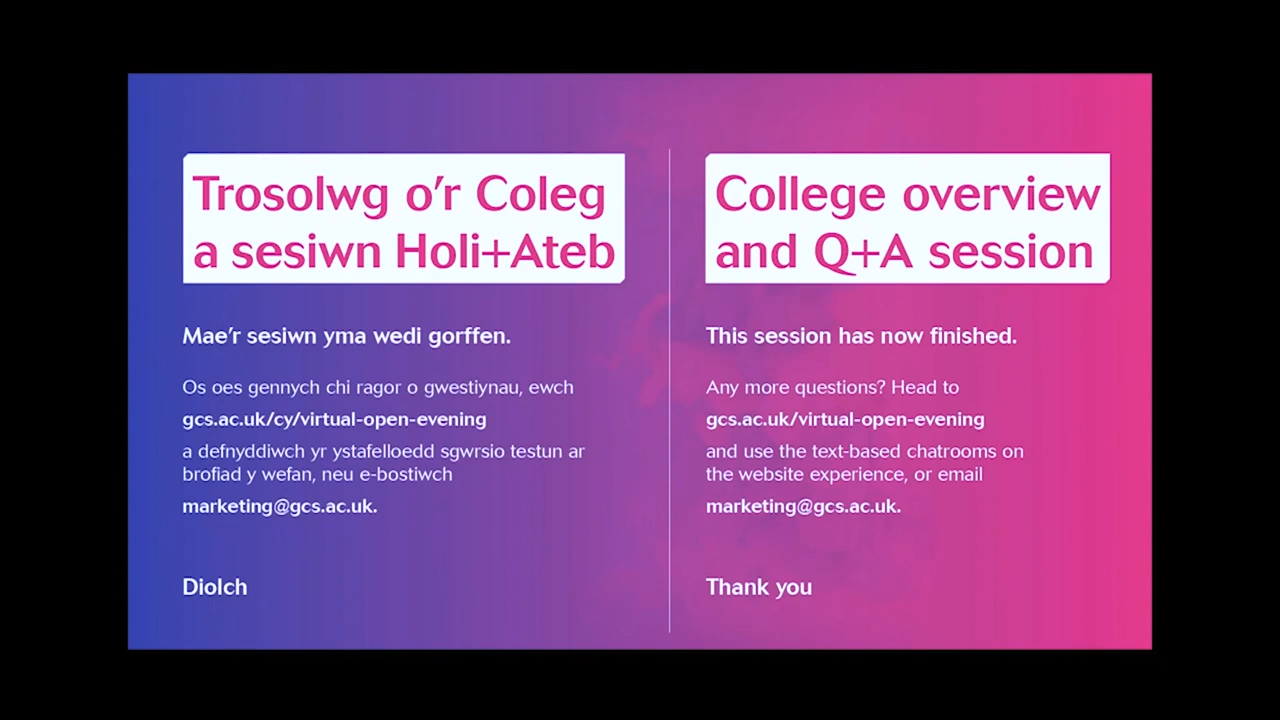 Trosolwg o'r Coleg
a sesiwn Holi+Ateb
Mae'r sesiwn yma wedi gorffen.
Os oes gennych chi ragor o gwestiynau, ewch
gcs.ac.uk/cy/virtual-open-evening
a defnyddiwch yr ystafelloedd sgwrsio testun ar
brofiad y wefan, neu e-bostiwch
marketing@gcs.ac.uk.
Diolch
College overview
and Q+A session
This session has now finished.
Any more questions? Head to
gcs.ac.uk/virtual-open-evening
and use the text-based chatrooms on
the website experience, or email
marketing@gcs.ac.uk.
Thank you